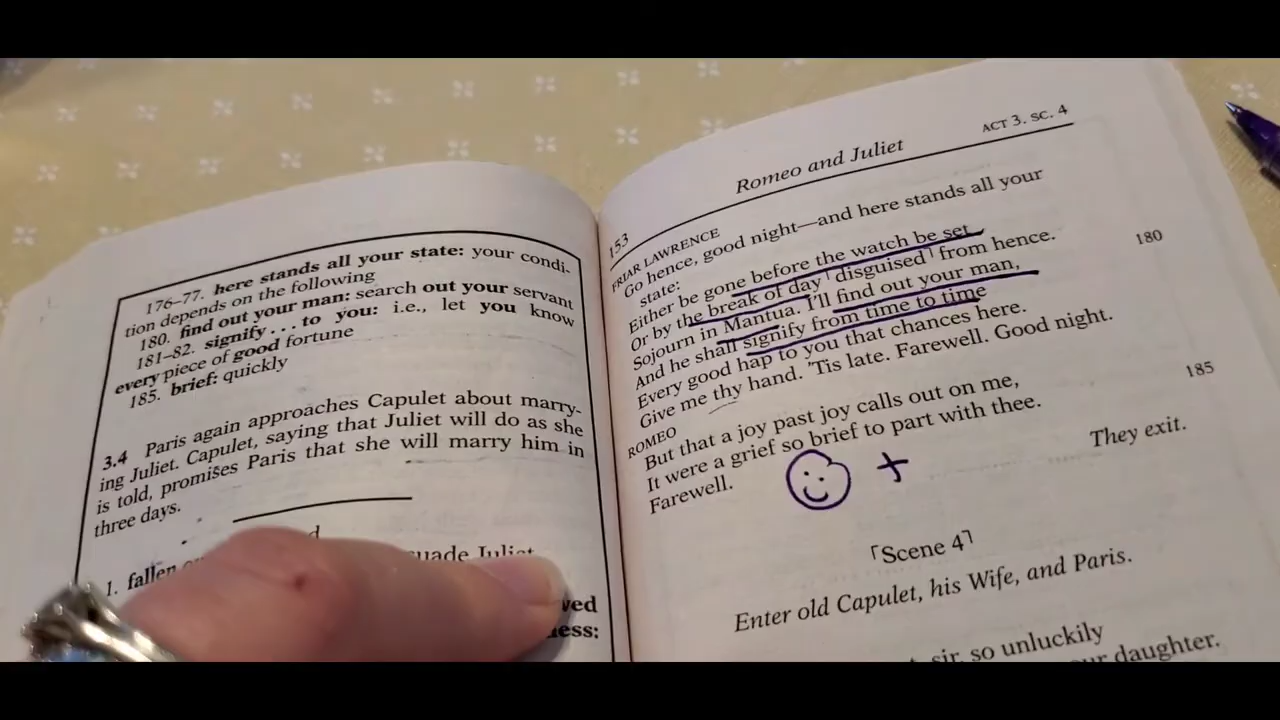 176–77. here stands all your state: your condi-
tion depends on the following
180. find out your man: search out your servant
181–82. signify . . . to you: i.e., let you know
every piece of good fortune
185. brief: quickly
3.4 Paris again approaches Capulet about marry-
ing Juliet. Capulet, saying that Juliet will do as she
is told, promises Paris that she will marry him in
three days.
1. fallen
Juliet
153
Romeo and Juliet
ACT 3. SC. 4
FRIAR LAWRENCE
Go hence, good night—and here stands all your
state:
Either be gone before the watch be set
Or by the break of day ⌜disguised⌝ from hence.
180
Sojourn in Mantua. I'll find out your man,
And he shall signify from time to time
Every good hap to you that chances here.
Give me thy hand. 'Tis late. Farewell. Good night.
ROMEO
But that a joy past joy calls out on me,
185
It were a grief so brief to part with thee.
Farewell.
They exit.
⌜Scene 4⌝
Enter old Capulet, his Wife, and Paris.
sir, so unluckily
daughter.